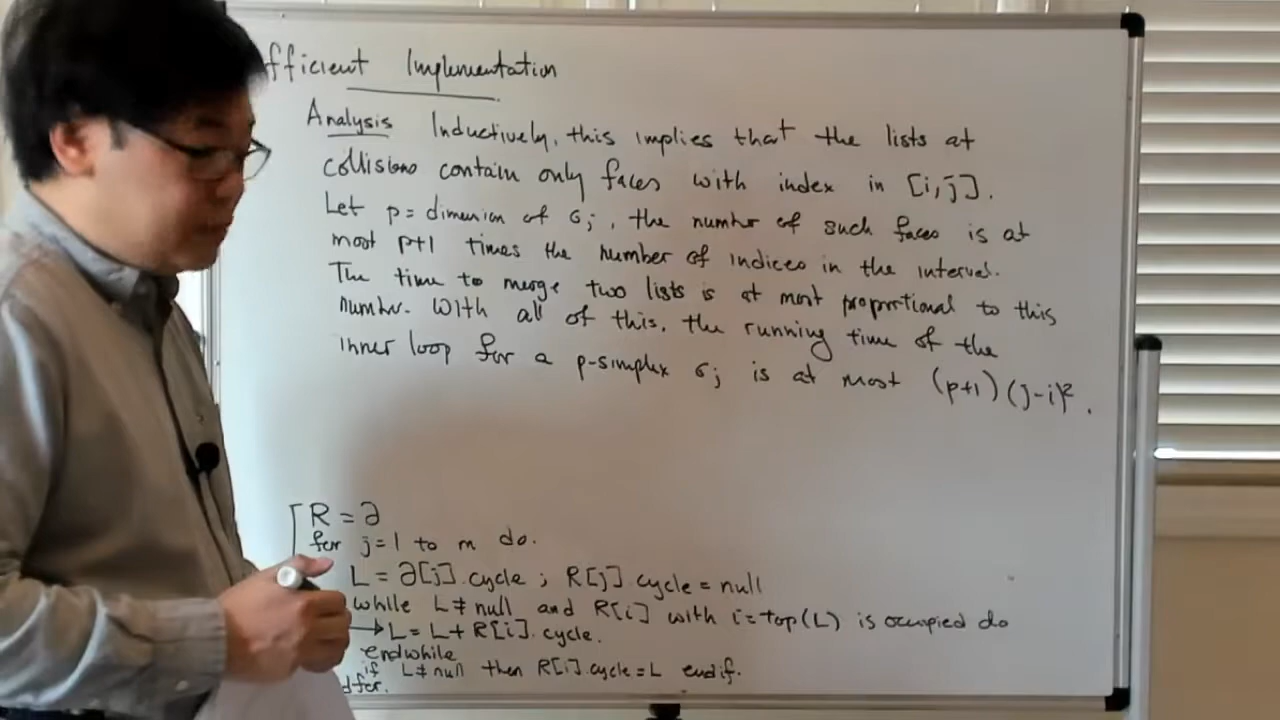 fficient Implementation
Analysis Inductively, this implies that the lists at
collisions contain only faces with index in [i,j].
Let p = dimension of σj, the number of such faces is at
most p+1 times the number of indices in the interval.
The time to merge two lists is at most proportional to this
number. With all of this, the running time of the
inner loop for a p-simplex σj is at most (p+1)(j-i)².
R = ∂
for j=1 to m do.
L = ∂[j].cycle ; R[j].cycle = null
while L≠null and R[i] with i=top(L) is occupied do
→ L = L + R[i].cycle.
endwhile
if L≠null then R[i].cycle = L endif.
dfor.